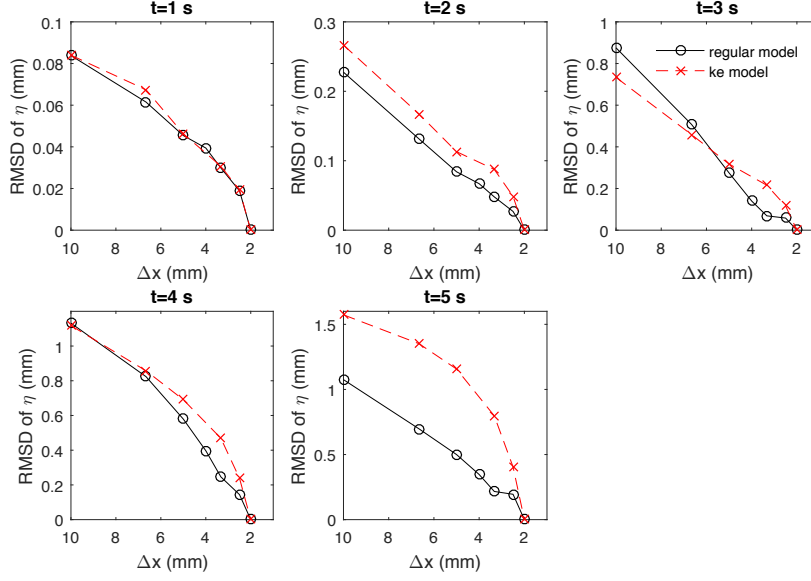 t=1 s
0.1
0.08
0.06
0.04
0.02
0
RMSD of η (mm)
10 8 6 4 2
Δx (mm)
t=2 s
0.3
0.2
0.1
0
RMSD of η (mm)
10 8 6 4 2
Δx (mm)
t=3 s
1
0.8
0.6
0.4
0.2
0
RMSD of η (mm)
regular model
ke model
10 8 6 4 2
Δx (mm)
t=4 s
1
0.8
0.6
0.4
0.2
0
RMSD of η (mm)
10 8 6 4 2
Δx (mm)
t=5 s
1.5
1
0.5
0
RMSD of η (mm)
10 8 6 4 2
Δx (mm)